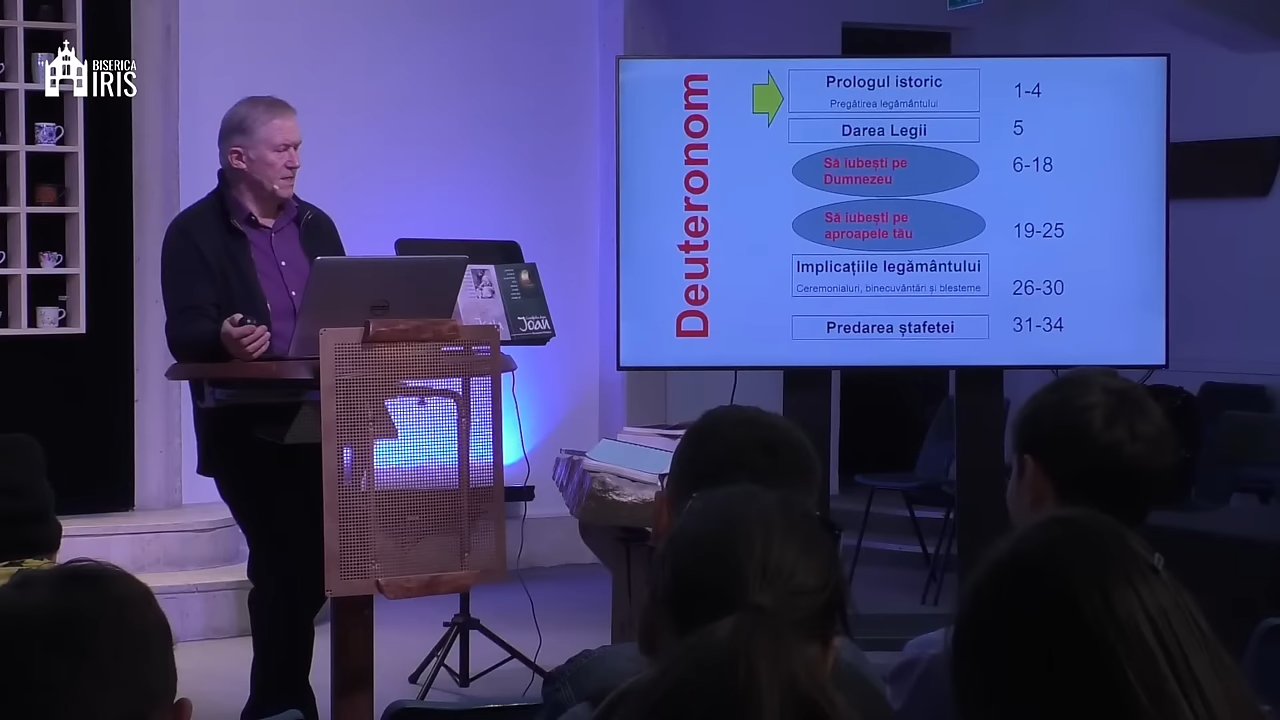 BISERICA
IRIS
Deuteronom
Prologul istoric
Pregătirea legământului
1-4
Darea Legii
5
Să iubești pe
Dumnezeu
6-18
Să iubești pe
aproapele tău
19-25
Implicațiile legământului
Ceremonialuri, binecuvântări și blesteme
26-30
Predarea ștafetei
31-34
Ioan